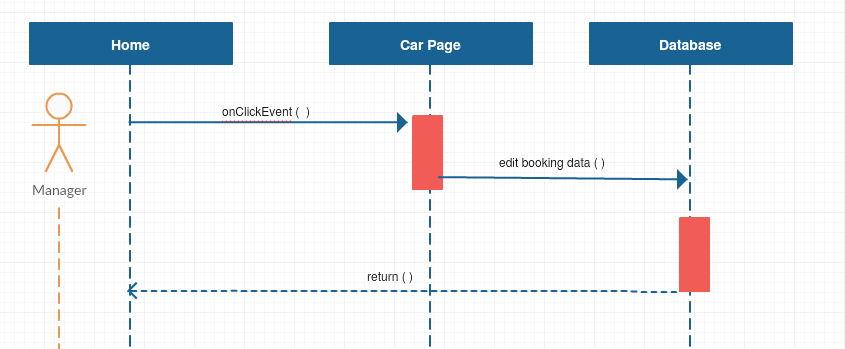 Home
Car Page
Database
onClickEvent (  )
edit booking data ( )
Manager
return ( )